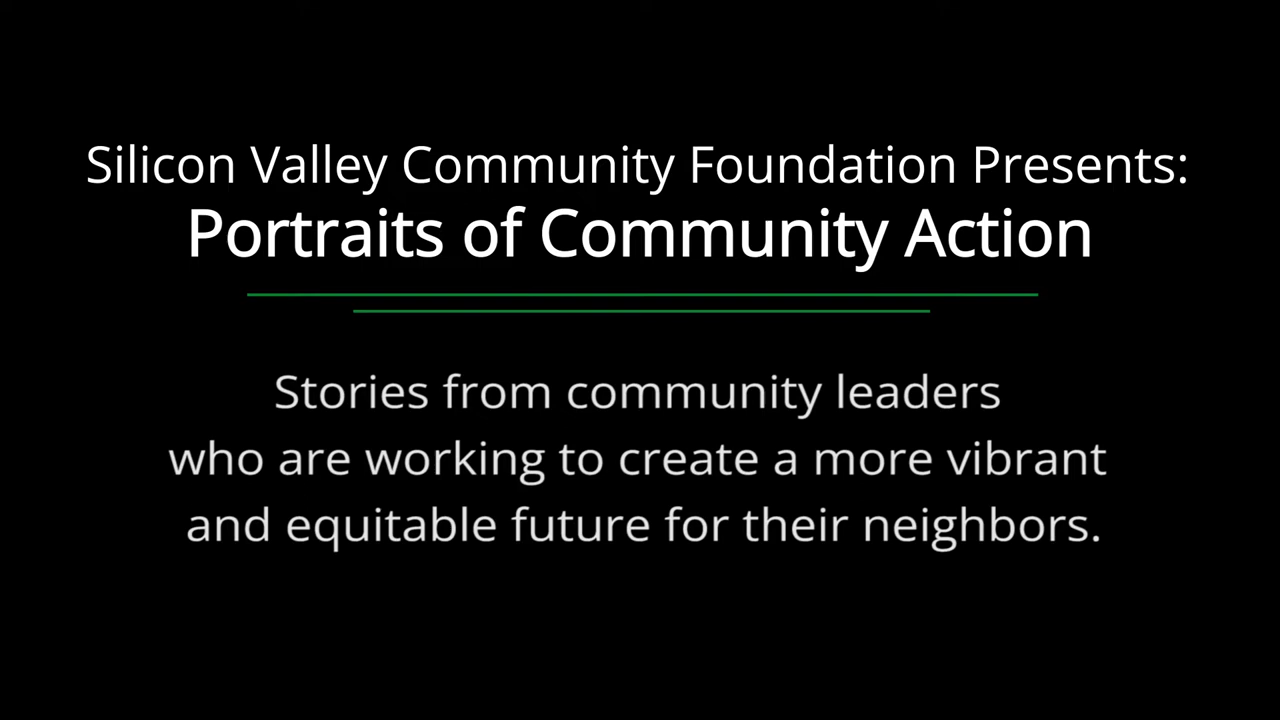 Silicon Valley Community Foundation Presents:
Portraits of Community Action
Stories from community leaders
who are working to create a more vibrant
and equitable future for their neighbors.